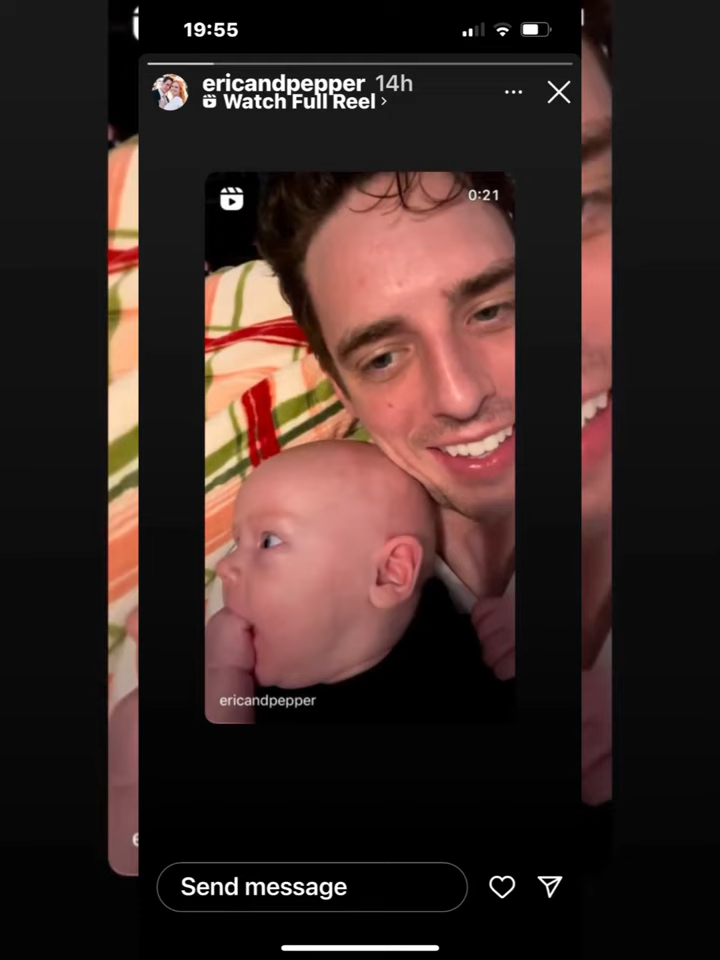 19:55
ericandpepper 14h
Watch Full Reel
0:21
ericandpepper
Send message